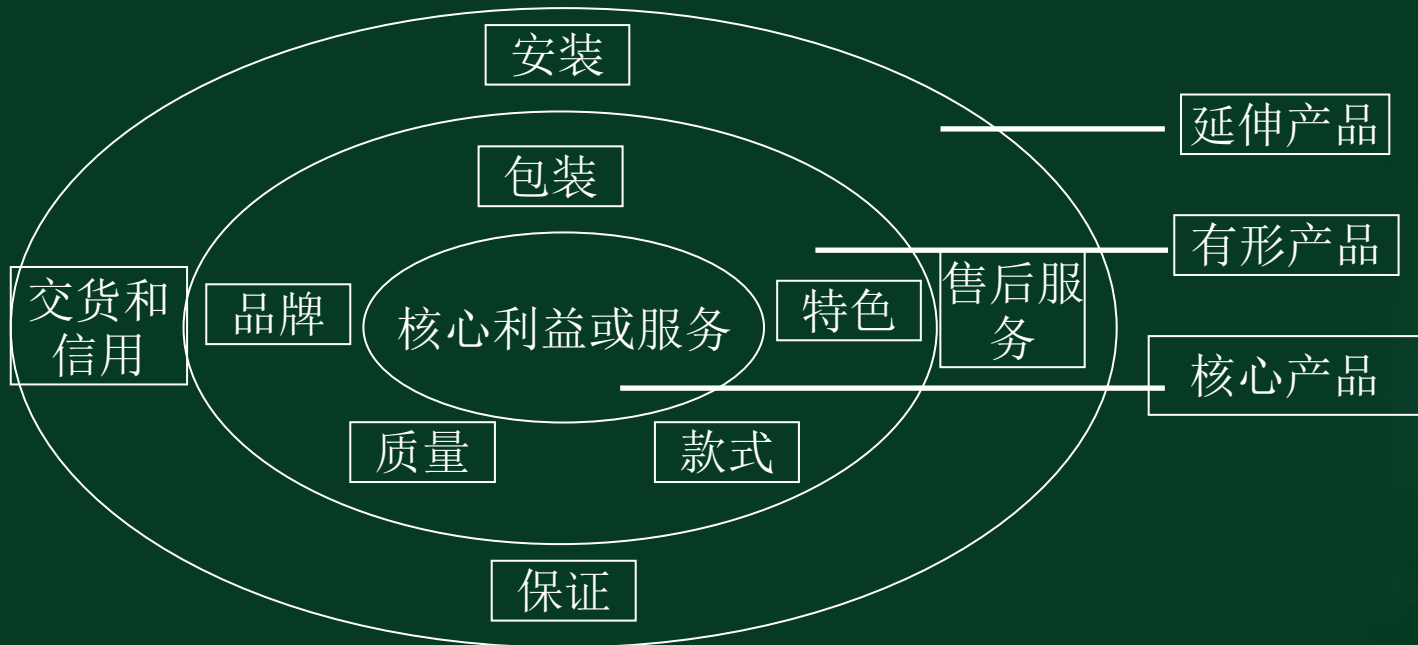 安装
延伸产品
包装
有形产品
交货和
信用
品牌
核心利益或服务
特色
售后服
务
核心产品
质量
款式
保证